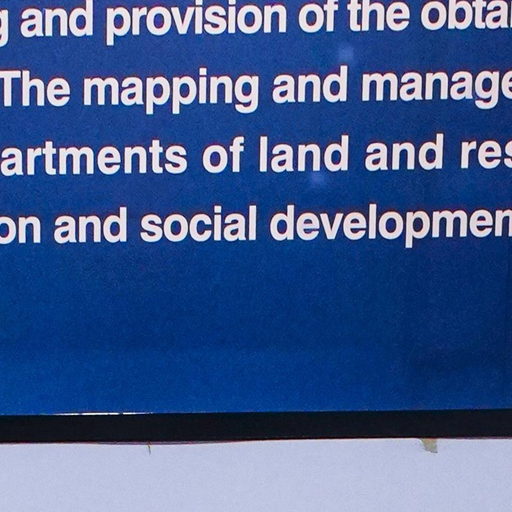 g and provision of the obta
The mapping and manage
artments of land and res
on and social developmen